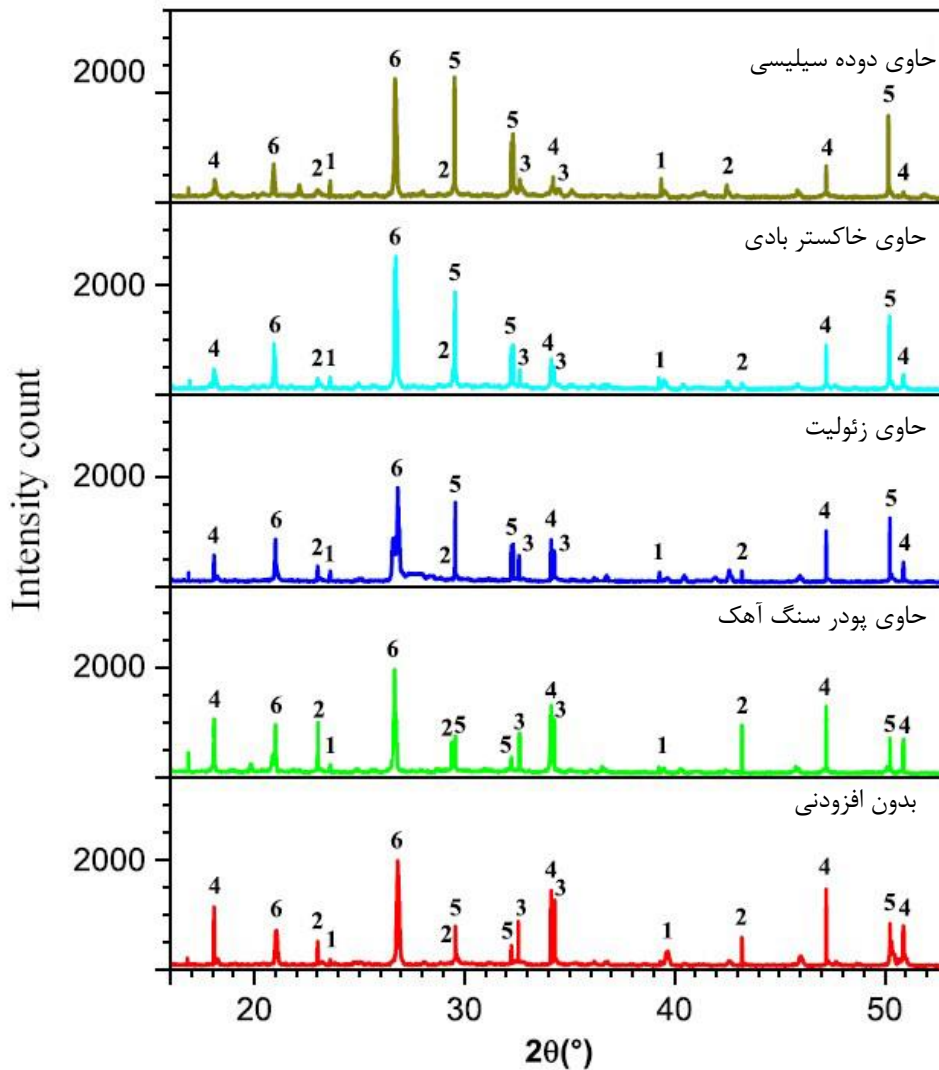 حاوی دوده سیلیسی
2000
4 6 2 1 6 2 5 5 3 4 3 1 2 4 5 4
حاوی خاکستر بادی
2000
4 6 2 1 6 2 5 5 3 4 3 1 2 4 5 4
حاوی زئولیت
2000
4 6 2 1 6 2 5 5 3 4 3 1 2 4 5 4
حاوی پودر سنگ آهک
2000
4 6 2 1 6 2 5 5 3 4 3 1 2 4 5 4
بدون افزودنی
2000
4 6 2 1 6 2 5 5 3 4 3 1 2 4 5 4
Intensity count
20 30 40 50
2θ(°)